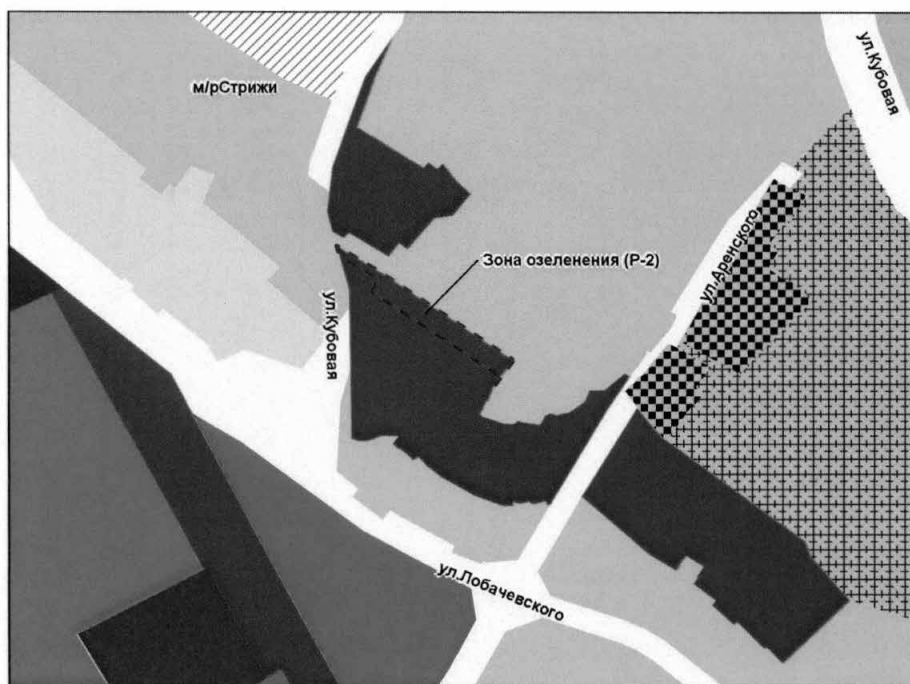 ул.Кубовая
м/рСтрижи
ул.Аренского
Зона озеленения (Р-2)
ул.Кубовая
ул.Лобачевского